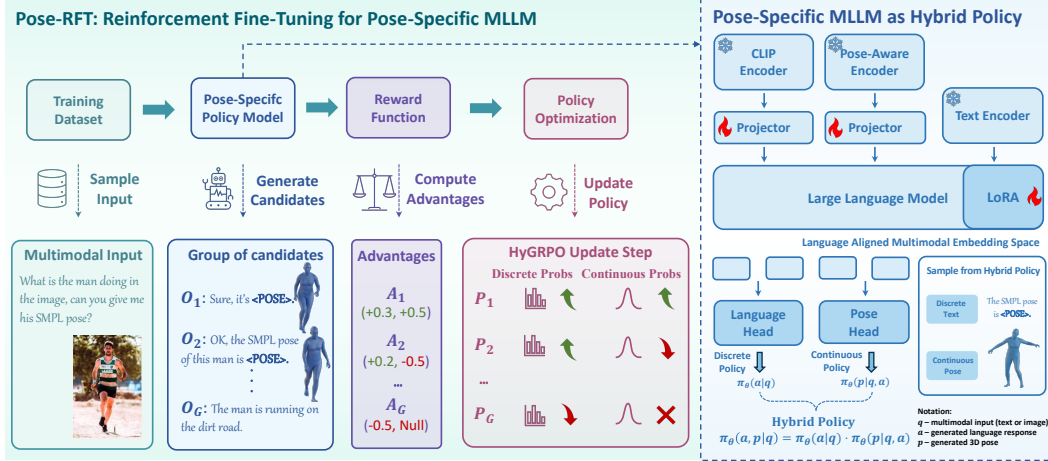 Pose-RFT: Reinforcement Fine-Tuning for Pose-Specific MLLM
Training
Dataset
Pose-Specifc
Policy Model
Reward
Function
Policy
Optimization
Sample
Input
Generate
Candidates
Compute
Advantages
Update
Policy
Multimodal Input
What is the man doing in
the image, can you give me
his SMPL pose?
Group of candidates
O1: Sure, it's <POSE>.
O2: OK, the SMPL pose
of this man is <POSE>.
OG: The man is running on
the dirt road.
Advantages
A1
(+0.3, +0.5)
A2
(+0.2, -0.5)
...
AG
(-0.5, Null)
HyGRPO Update Step
Discrete Probs Continuous Probs
P1
P2
...
PG
Pose-Specific MLLM as Hybrid Policy
CLIP
Encoder
Pose-Aware
Encoder
Text Encoder
Projector
Projector
Large Language Model
LoRA
Language Aligned Multimodal Embedding Space
Language
Head
Pose
Head
Discrete
Policy
πθ(a|q)
Continuous
Policy
πθ(p|q, a)
Hybrid Policy
πθ(a, p|q) = πθ(a|q) · πθ(p|q, a)
Sample from Hybrid Policy
Discrete
Text
The SMPL pose
is <POSE>.
Continuous
Pose
Notation:
q – multimodal input (text or image)
a – generated language response
p – generated 3D pose